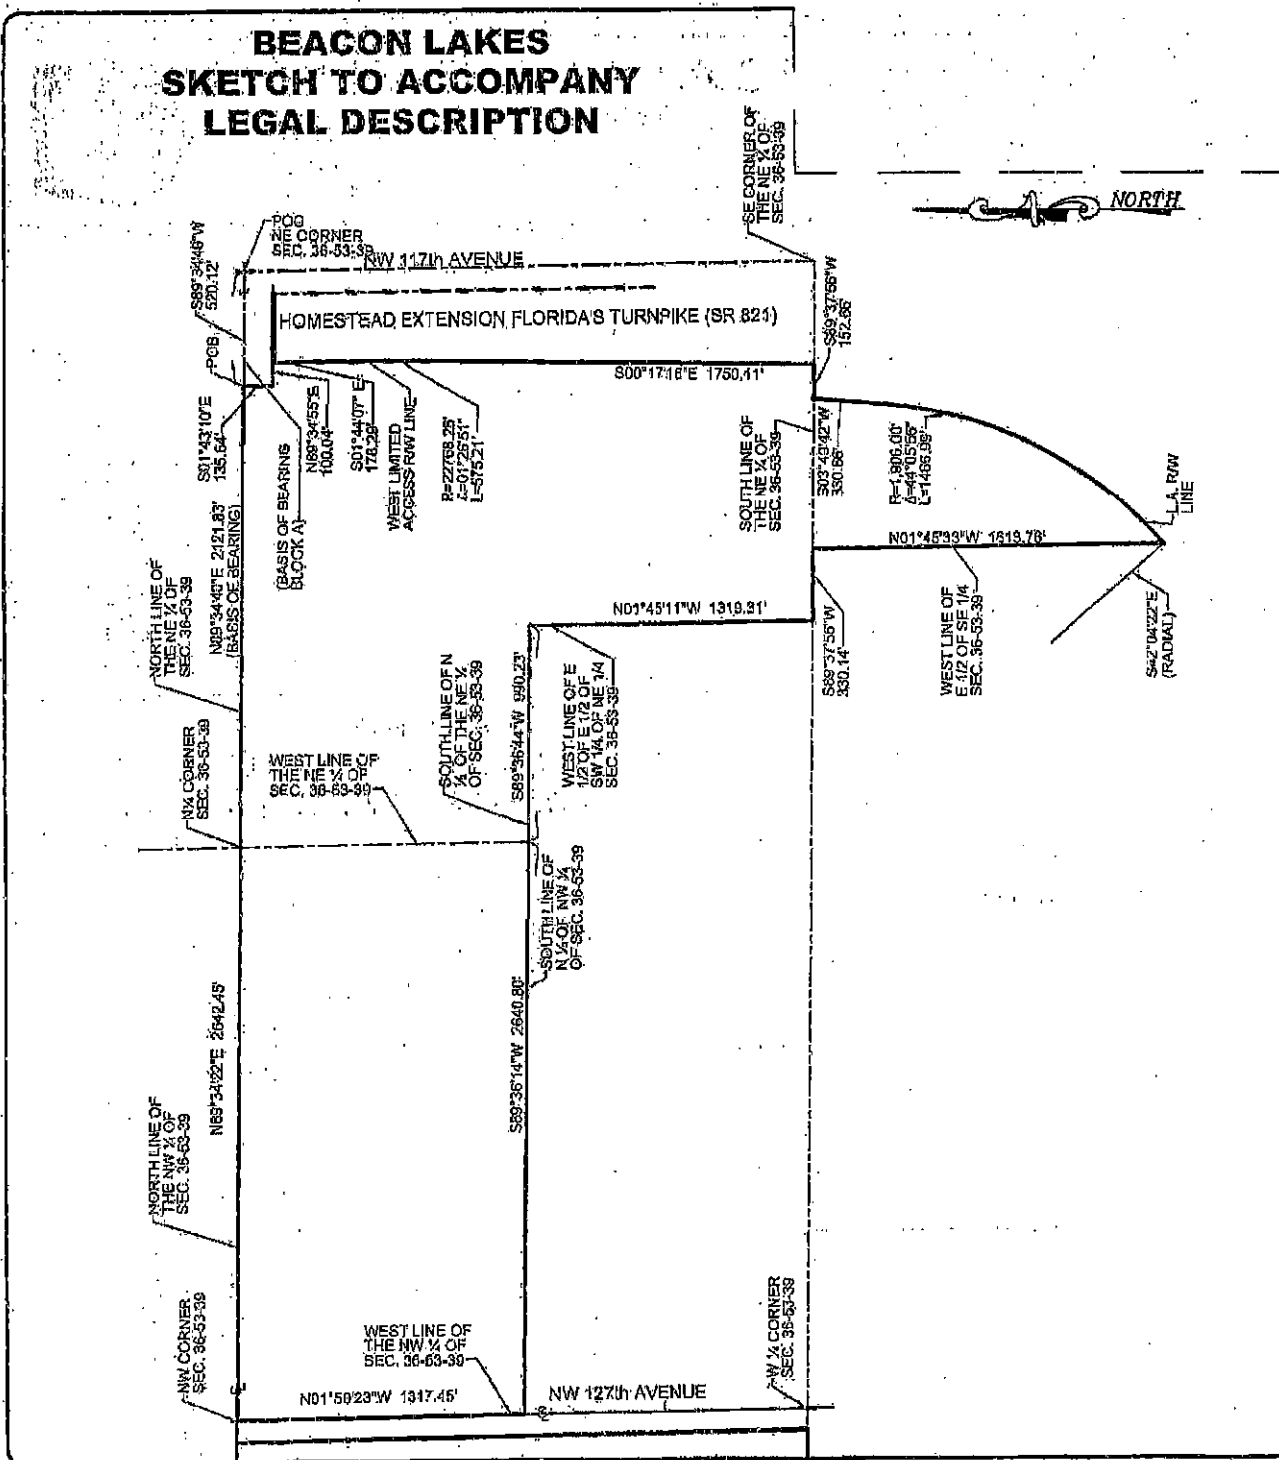 BEACON LAKES
SKETCH TO ACCOMPANY
LEGAL DESCRIPTION
NORTH
SE CORNER OF
THE NE ¼ OF
SEC. 36-53-39
NE CORNER
SEC. 36-53-39
NW 117th AVENUE
S89°34'46"W
520.12'
POB
HOMESTEAD EXTENSION FLORIDA'S TURNPIKE (SR 821)
S89°37'56"W
152.66'
S00°17'16"E 1750.11'
S01°43'10"E
135.64'
(BASIS OF BEARING
BLOCK A)
N89°34'55"E
100.04'
S01°44'07"E
178.29'
WEST LIMITED
ACCESS R/W LINE
R=22768.28'
Δ=01°26'51"
L=575.21'
SOUTH LINE OF
THE NE ¼ OF
SEC. 36-53-39
S03°49'42"W
330.66'
R=1,906.00'
Δ=44°05'56"
L=1466.99'
L.A. R/W
LINE
N01°45'33"W 1619.76'
NORTH LINE OF
THE NE ¼ OF
SEC. 36-53-39
2121.83'
(BASIS OF BEARING)
N01°45'11"W 1319.31'
S89°37'56"W
330.14'
WEST LINE OF
E 1/2 OF SE 1/4
SEC. 36-53-39
S42°04'22"E
(RADIAL)
N¼ CORNER
SEC. 36-53-39
WEST LINE OF
THE NE ¼ OF
SEC. 36-53-39
SOUTH LINE OF N
OF THE NE ¼
OF SEC. 36-53-39
S89°36'44"W 990.23'
WEST LINE OF E
1/2 OF E 1/2 OF
SW 1/4 OF NE 1/4
SEC. 36-53-39
SOUTH LINE OF
OF NW ¼
OF SEC. 36-53-39
N89°34'22"E 2642.45'
S89°36'14"W 2640.80'
NORTH LINE OF
THE NW ¼ OF
SEC. 36-53-39
NW CORNER
SEC. 36-53-39
WEST LINE OF
THE NW ¼ OF
SEC. 36-53-39
N01°59'23"W 1317.45'
NW 127th AVENUE
W ¼ CORNER
SEC. 36-53-39